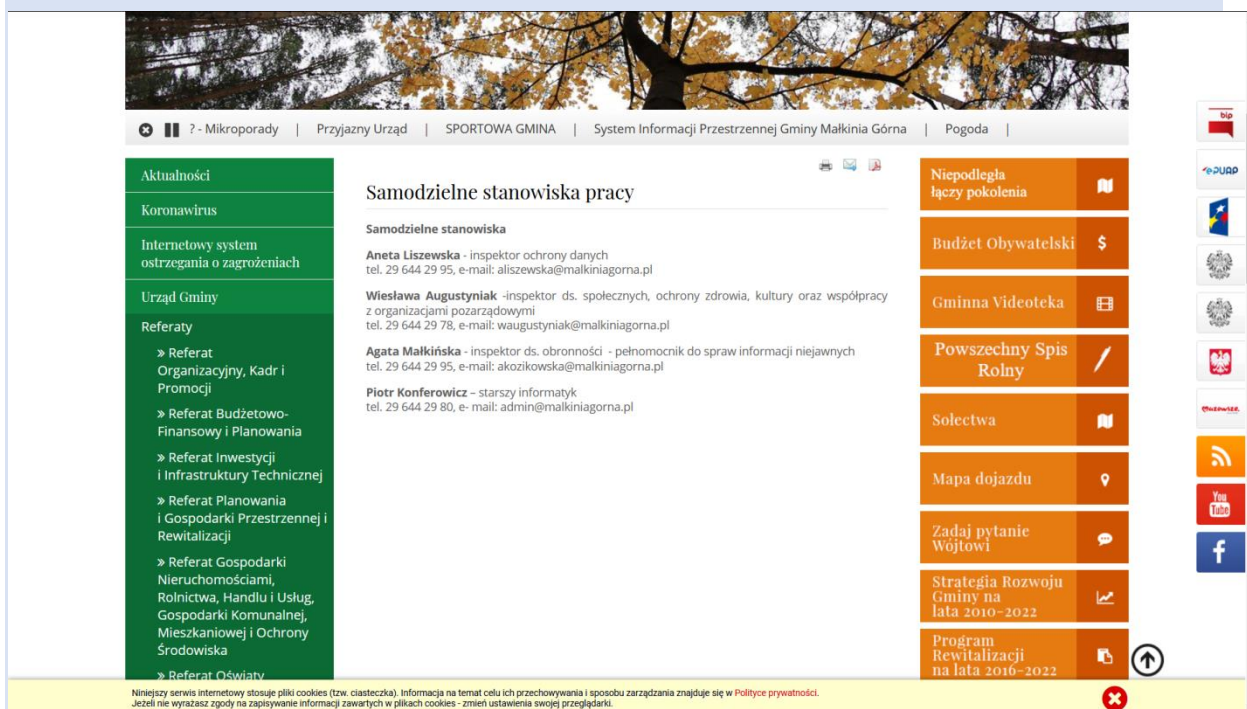 ? - Mikroporady | Przyjazny Urząd | SPORTOWA GMINA | System Informacji Przestrzennej Gminy Małkinia Górna | Pogoda |
Aktualności
Koronawirus
Internetowy system
ostrzegania o zagrożeniach
Urząd Gminy
Referaty
» Referat
Organizacyjny, Kadr i
Promocji
» Referat Budżetowo-
Finansowy i Planowania
» Referat Inwestycji
i Infrastruktury Technicznej
» Referat Planowania
i Gospodarki Przestrzennej i
Rewitalizacji
» Referat Gospodarki
Nieruchomościami,
Rolnictwa, Handlu i Usług,
Gospodarki Komunalnej,
Mieszkaniowej i Ochrony
Środowiska
» Referat Oświaty
Samodzielne stanowiska pracy
Samodzielne stanowiska
Aneta Liszewska - inspektor ochrony danych
tel. 29 644 29 95, e-mail: aliszewska@malkiniagorna.pl
Wiesława Augustyniak -inspektor ds. społecznych, ochrony zdrowia, kultury oraz współpracy
z organizacjami pozarządowymi
tel. 29 644 29 78, e-mail: waugustyniak@malkiniagorna.pl
Agata Małkińska - inspektor ds. obronności - pełnomocnik do spraw informacji niejawnych
tel. 29 644 29 95, e-mail: akozikowska@malkiniagorna.pl
Piotr Konferowicz – starszy informatyk
tel. 29 644 29 80, e- mail: admin@malkiniagorna.pl
Niepodległa
łączy pokolenia
Budżet Obywatelski
$
Gminna Videoteka
Powszechny Spis
Rolny
Sołectwa
Mapa dojazdu
Zadaj pytanie
Wójtowi
Strategia Rozwoju
Gminy na
lata 2010-2022
Program
Rewitalizacji
na lata 2016-2022
bip
ePUAP
Mazowsze.
You
Tube
f
Niniejszy serwis internetowy stosuje pliki cookies (tzw. ciasteczka). Informacja na temat celu ich przechowywania i sposobu zarządzania znajduje się w Polityce prywatności.
Jeżeli nie wyrażasz zgody na zapisywanie informacji zawartych w plikach cookies - zmień ustawienia swojej przeglądarki.